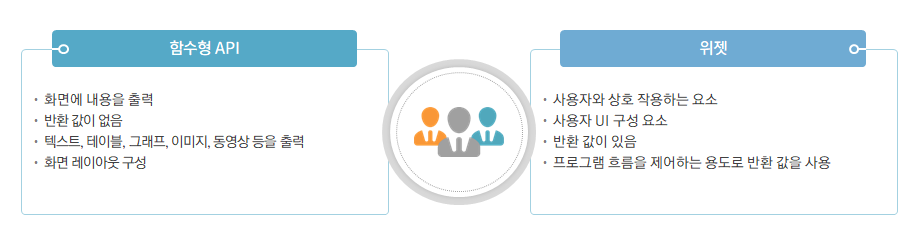 함수형 API
• 화면에 내용을 출력
• 반환 값이 없음
• 텍스트, 테이블, 그래프, 이미지, 동영상 등을 출력
• 화면 레이아웃 구성
위젯
• 사용자와 상호 작용하는 요소
• 사용자 UI 구성 요소
• 반환 값이 있음
• 프로그램 흐름을 제어하는 용도로 반환 값을 사용